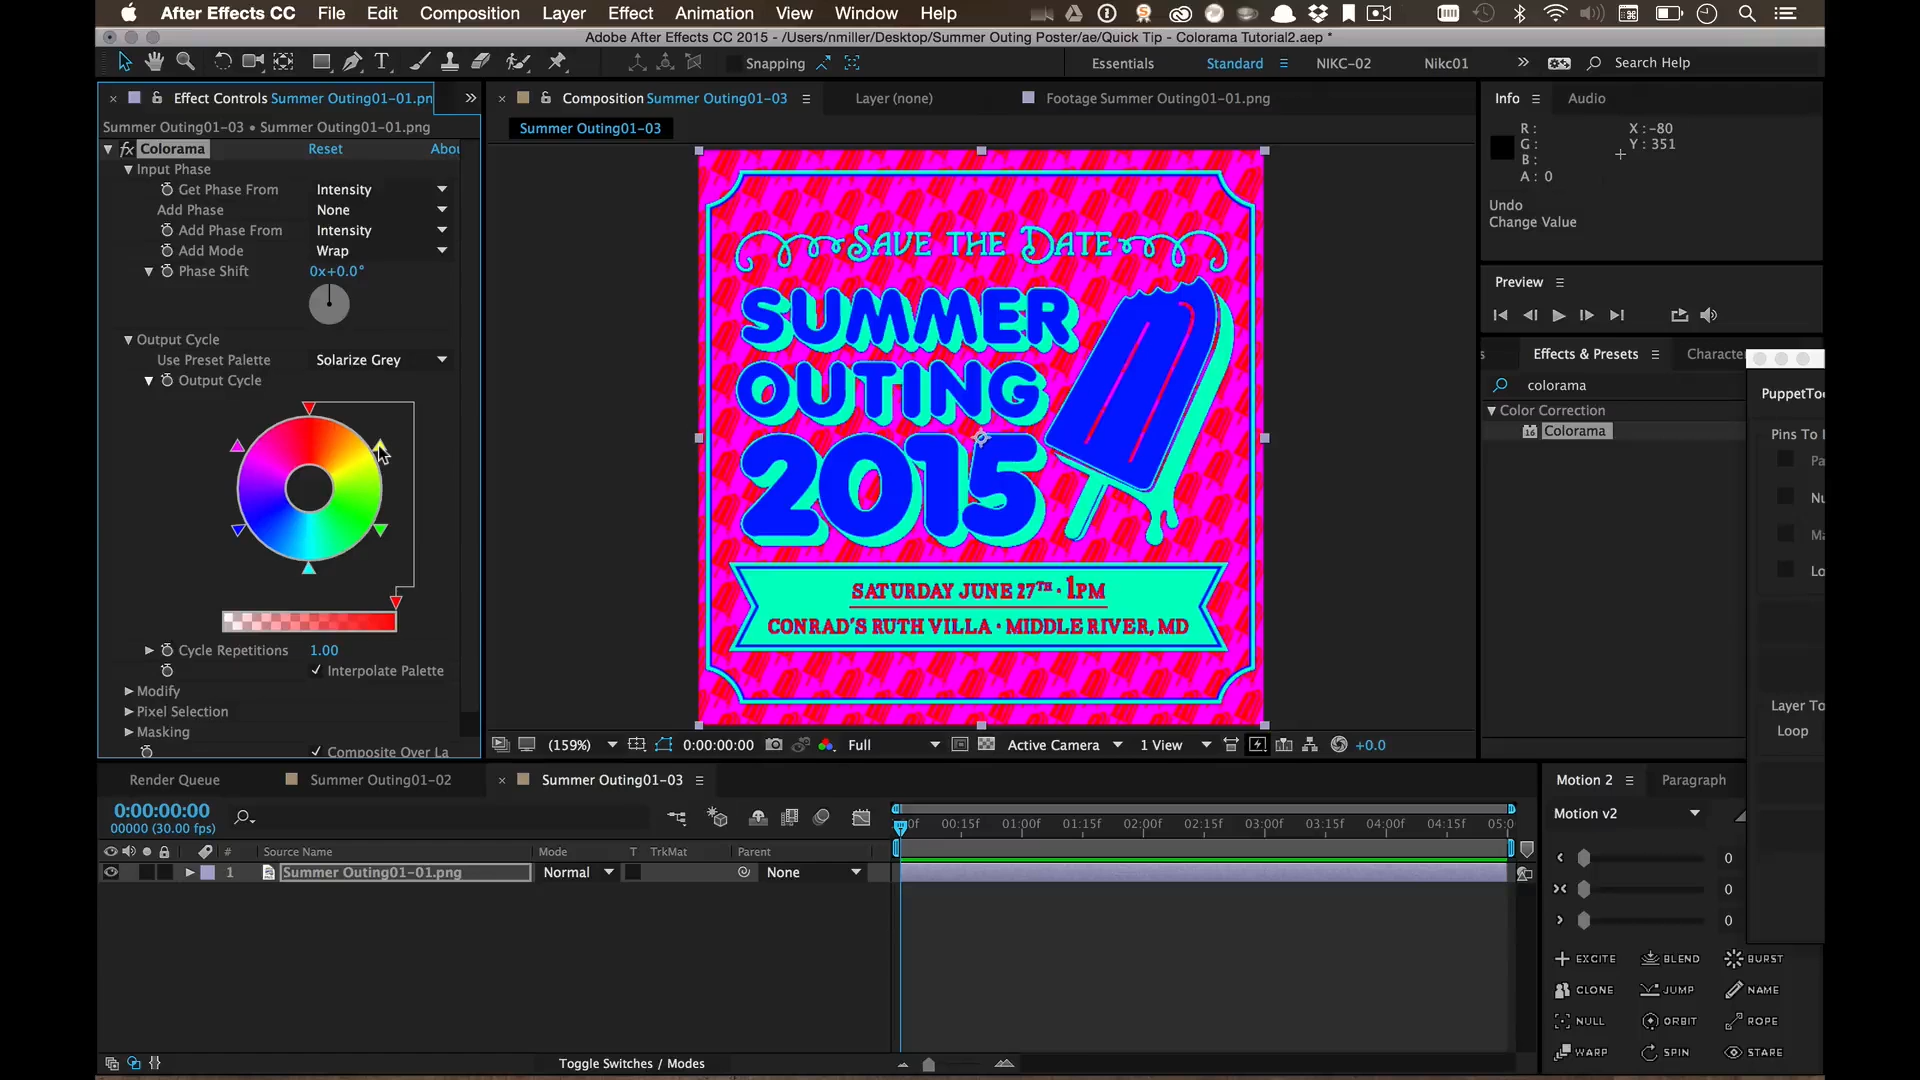 After Effects CC File Edit Composition Layer Effect Animation View Window Help
Adobe After Effects CC 2015 - /Users/nmiller/Desktop/Summer Outing Poster/ae/Quick Tip - Colorama Tutorial2.aep *
Snapping
Essentials Standard NIKC-02 Nikc01 Search Help
Effect Controls Summer Outing01-01.pn
Summer Outing01-03 • Summer Outing01-01.png
fx Colorama Reset Abou
Input Phase
Get Phase From Intensity
Add Phase None
Add Phase From Intensity
Add Mode Wrap
Phase Shift 0x+0.0°
Output Cycle
Use Preset Palette Solarize Grey
Output Cycle
Cycle Repetitions 1.00
Interpolate Palette
Modify
Pixel Selection
Masking
Composite Over La
Composition Summer Outing01-03 Layer (none) Footage Summer Outing01-01.png
Summer Outing01-03
SAVE THE DATE
SUMMER
OUTING
2015
SATURDAY JUNE 27TH · 1PM
CONRAD'S RUTH VILLA · MIDDLE RIVER, MD
(159%) 0:00:00:00 Full Active Camera 1 View +0.0
Info Audio
R : X : -80
G : Y : 351
B :
A : 0
Undo
Change Value
Preview
s Effects & Presets Characte
colorama
Color Correction
16 Colorama
PuppetToo
Pins To
Pa
Nu
Ma
Lo
Layer To
Loop
Render Queue Summer Outing01-02 Summer Outing01-03
0:00:00:00
00000 (30.00 fps)
# Source Name Mode T TrkMat Parent
1 Summer Outing01-01.png Normal None
00f 00:15f 01:00f 01:15f 02:00f 02:15f 03:00f 03:15f 04:00f 04:15f 05:0
Toggle Switches / Modes
Motion 2 Paragraph
Motion v2
0
0
0
EXCITE BLEND BURST
CLONE JUMP NAME
NULL ORBIT ROPE
WARP SPIN STARE